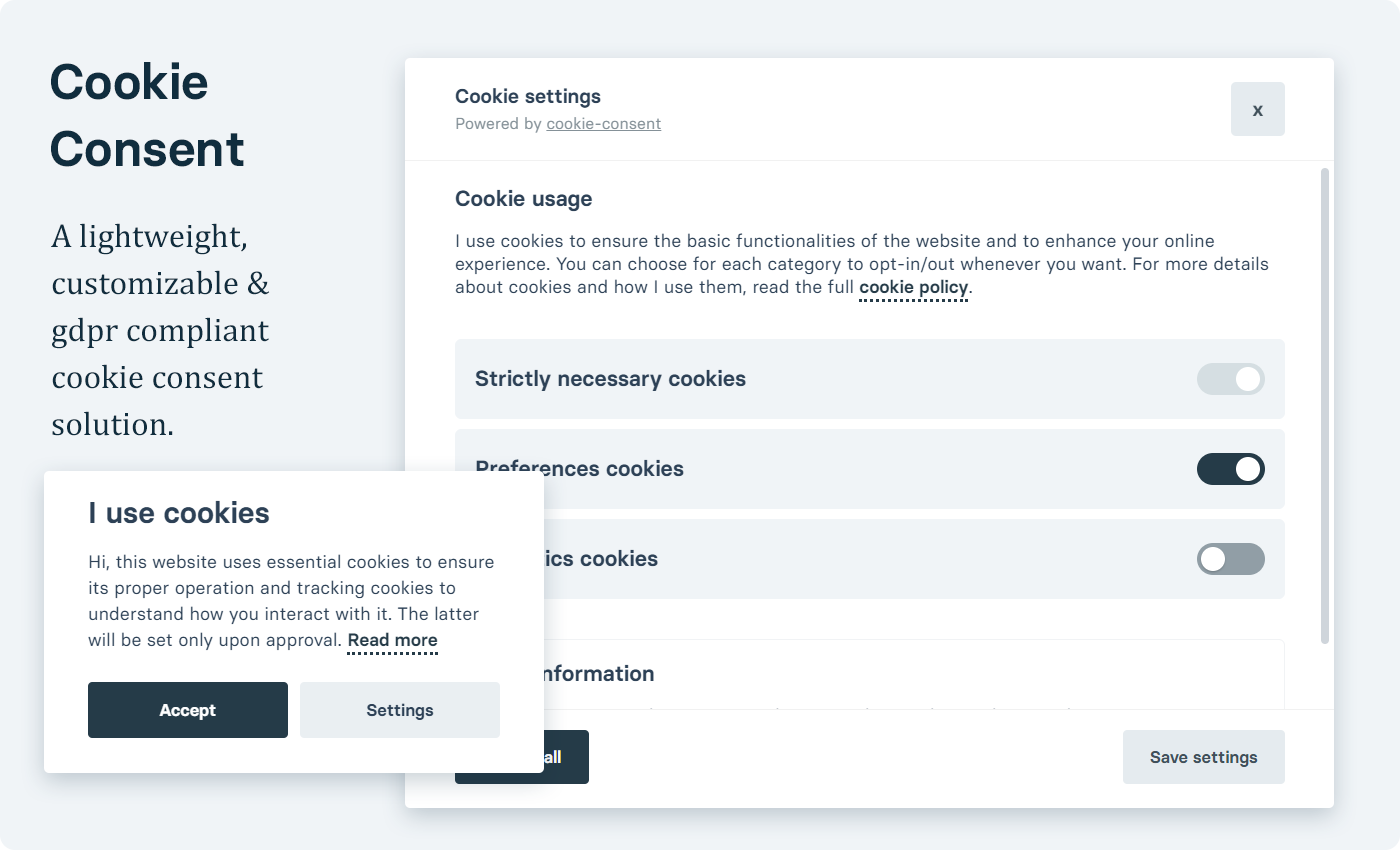 Cookie
Consent
A lightweight,
customizable &
gdpr compliant
cookie consent
solution.
Cookie settings
Powered by cookie-consent
x
Cookie usage
I use cookies to ensure the basic functionalities of the website and to enhance your online
experience. You can choose for each category to opt-in/out whenever you want. For more details
about cookies and how I use them, read the full cookie policy.
Strictly necessary cookies
Preferences cookies
cookies
all
Save settings
I use cookies
Hi, this website uses essential cookies to ensure
its proper operation and tracking cookies to
understand how you interact with it. The latter
will be set only upon approval. Read more
Accept
Settings